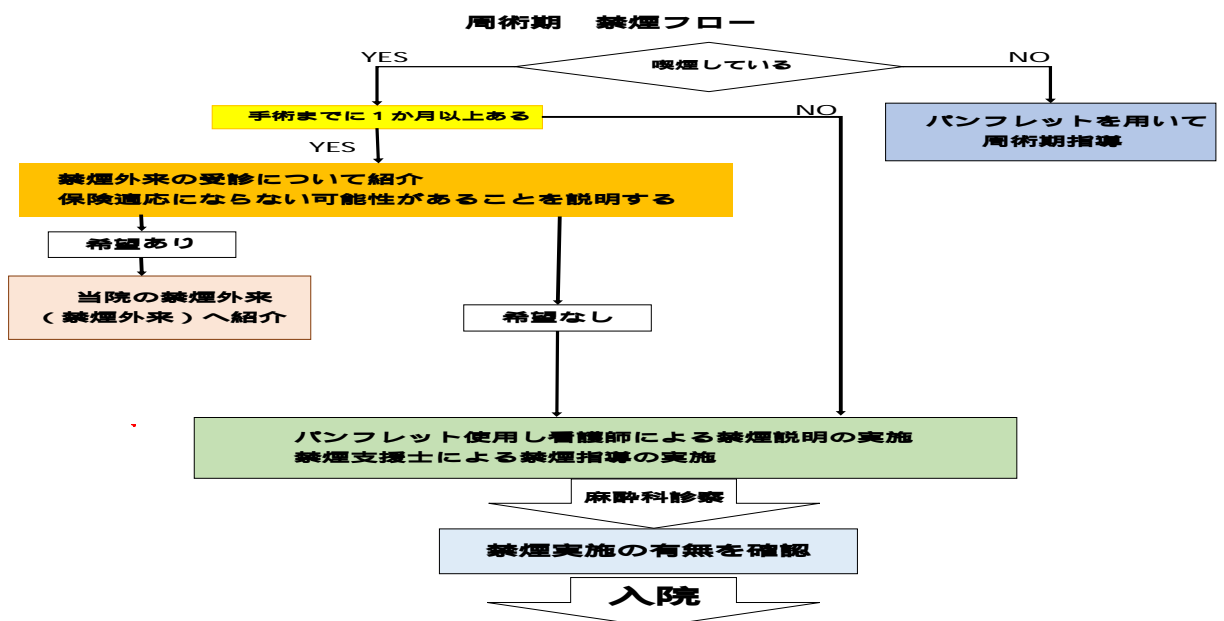 周術期　禁煙フロー
YES
喫煙している
NO
手術までに１か月以上ある
NO
パンフレットを用いて
周術期指導
YES
禁煙外来の受診について紹介
保険適応にならない可能性があることを説明する
希望あり
当院の禁煙外来
(禁煙外来)へ紹介
希望なし
パンフレット使用し看護師による禁煙説明の実施
禁煙支援士による禁煙指導の実施
麻酔科診察
禁煙実施の有無を確認
入院